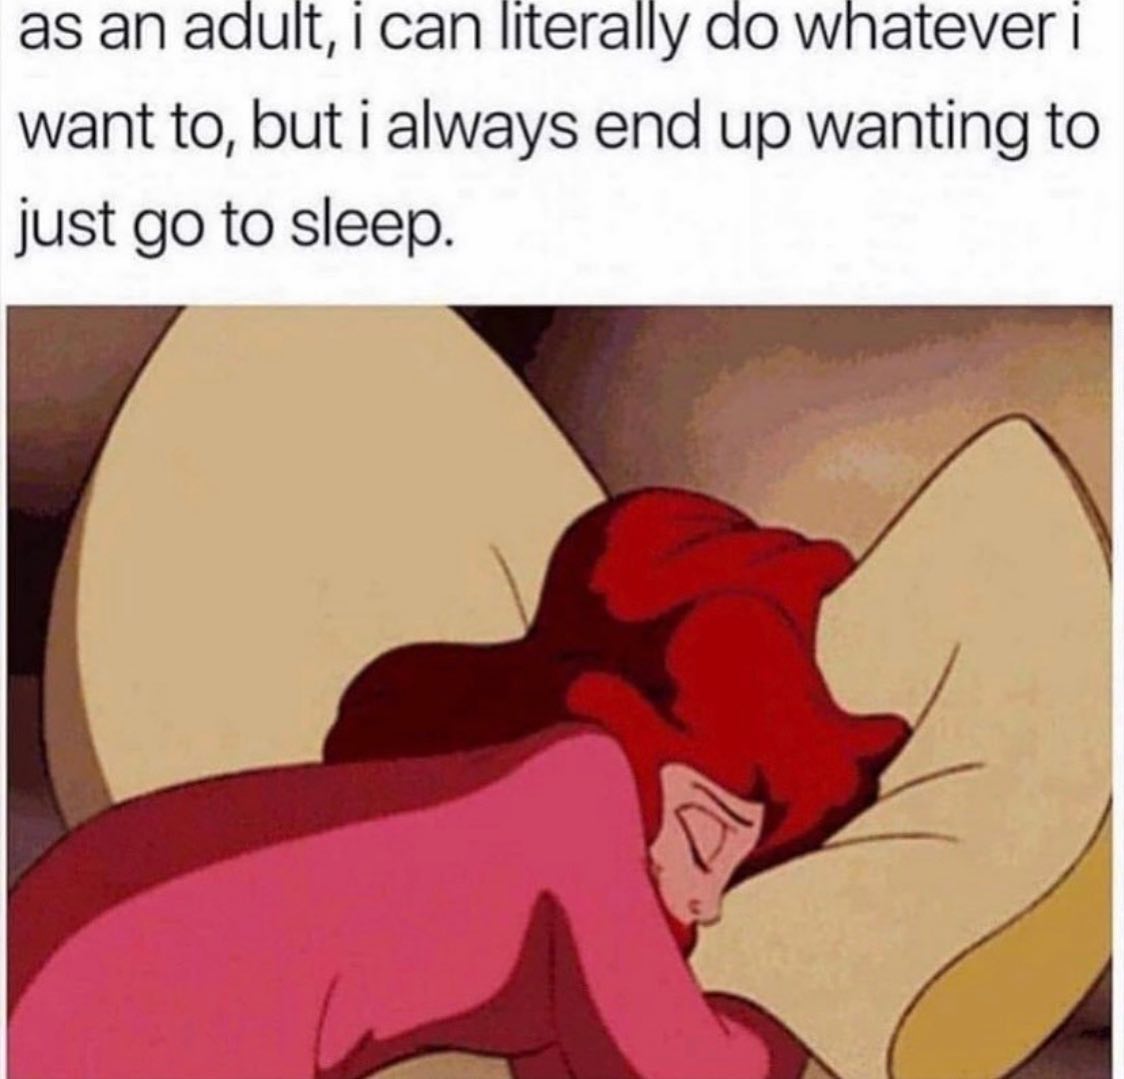 as an adult, i can literally do whatever i
want to, but i always end up wanting to
just go to sleep.